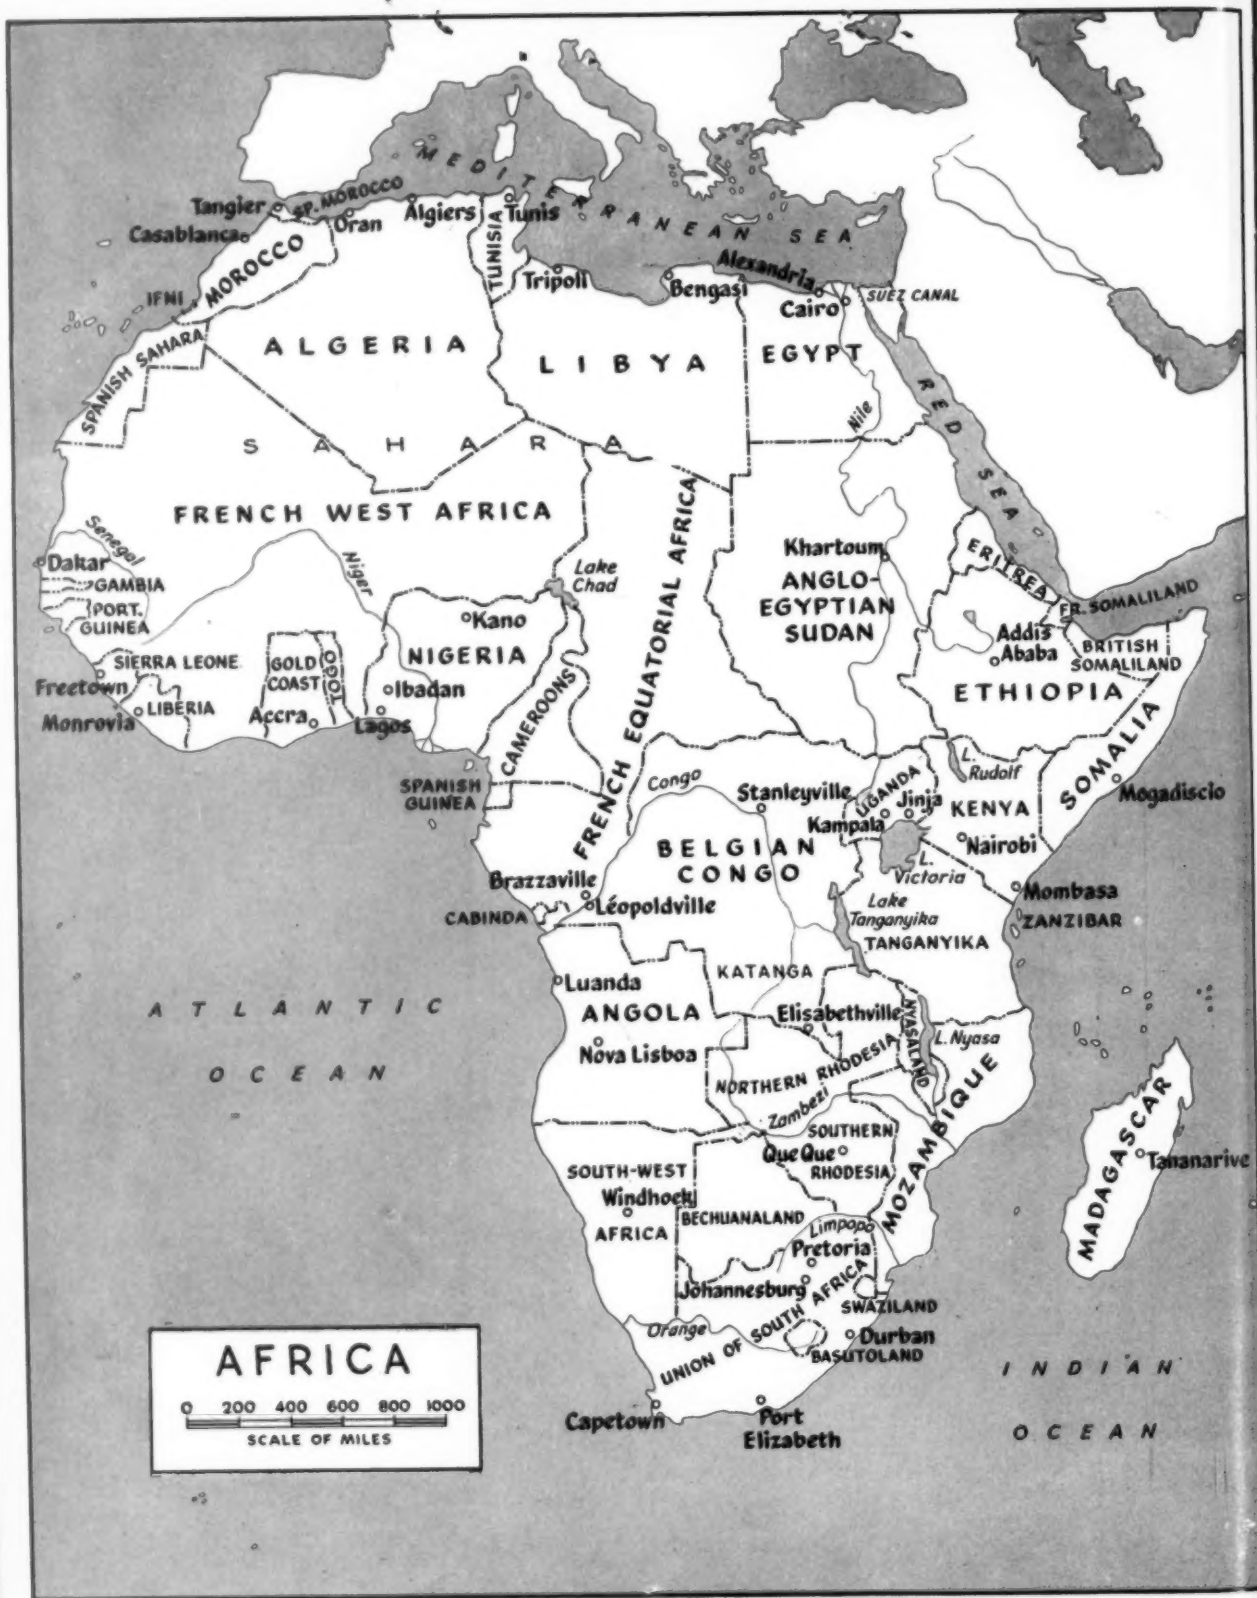 MEDITERRANEAN SEA
Tangier
SP. MOROCCO
Casablanca
Oran
Algiers
Tunis
TUNISIA
MOROCCO
IFNI
Tripoli
Bengasi
Alexandria
Cairo
SUEZ CANAL
SPANISH SAHARA
ALGERIA
LIBYA
EGYPT
Nile
RED SEA
SAHARA
FRENCH WEST AFRICA
Senegal
Dakar
GAMBIA
PORT.
GUINEA
Niger
Lake
Chad
FRENCH EQUATORIAL AFRICA
Khartoum
ANGLO-
EGYPTIAN
SUDAN
ERITREA
FR. SOMALILAND
Addis
Ababa
BRITISH
SOMALILAND
ETHIOPIA
SOMALIA
Kano
NIGERIA
Ibadan
Lagos
SIERRA LEONE
Freetown
LIBERIA
Monrovia
GOLD
COAST
TOGO
Accra
CAMEROONS
SPANISH
GUINEA
Congo
Stanleyville
UGANDA
Jinja
Kampala
L.
Rudolf
KENYA
Nairobi
Mogadiscio
BELGIAN
CONGO
L.
Victoria
Brazzaville
Léopoldville
CABINDA
Lake
Tanganyika
TANGANYIKA
Mombasa
ZANZIBAR
KATANGA
Luanda
ANGOLA
Nova Lisboa
Elisabethville
NYASALAND
L. Nyasa
NORTHERN RHODESIA
Zambezi
MOZAMBIQUE
SOUTHERN
Que Que
RHODESIA
SOUTH-WEST
Windhoek
AFRICA
BECHUANALAND
Limpopo
Pretoria
Johannesburg
SWAZILAND
Orange
UNION OF SOUTH AFRICA
Durban
BASUTOLAND
Capetown
Port
Elizabeth
MADAGASCAR
Tananarive
ATLANTIC
OCEAN
INDIAN
OCEAN
AFRICA
0 200 400 600 800 1000
SCALE OF MILES